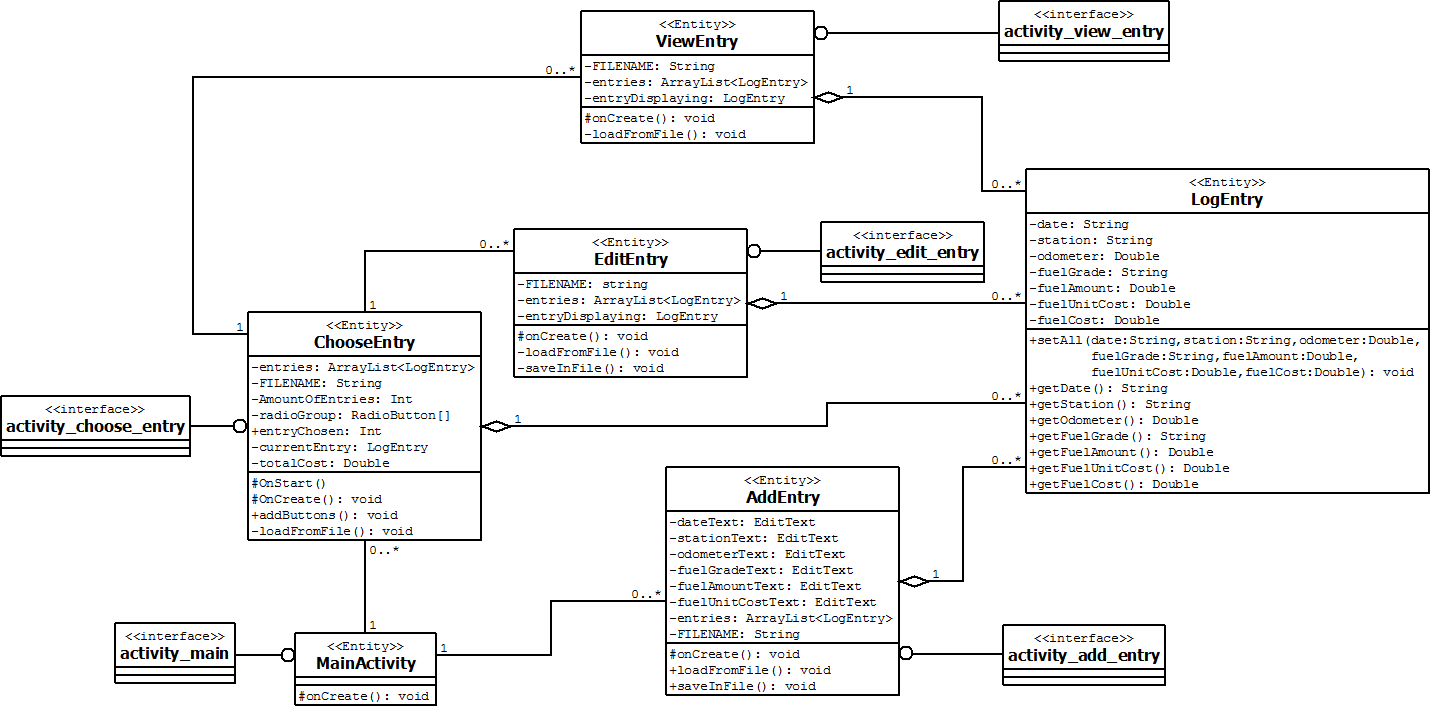 <<Entity>>
ViewEntry
-FILENAME: String
-entries: ArrayList<LogEntry>
-entryDisplaying: LogEntry
#onCreate(): void
-loadFromFile(): void
<<interface>>
activity_view_entry
0..*
1
0..*
<<Entity>>
LogEntry
-date: String
-station: String
-odometer: Double
-fuelGrade: String
-fuelAmount: Double
-fuelUnitCost: Double
-fuelCost: Double
+setAll(date:String,station:String,odometer:Double,
fuelGrade:String,fuelAmount:Double,
fuelUnitCost:Double,fuelCost:Double): void
+getDate(): String
+getStation(): String
+getOdometer(): Double
+getFuelGrade(): String
+getFuelAmount(): Double
+getFuelUnitCost(): Double
+getFuelCost(): Double
0..*
<<Entity>>
EditEntry
-FILENAME: string
-entries: ArrayList<LogEntry>
-entryDisplaying: LogEntry
#onCreate(): void
-loadFromFile(): void
-saveInFile(): void
<<interface>>
activity_edit_entry
1
0..*
1
1
<<Entity>>
ChooseEntry
-entries: ArrayList<LogEntry>
-FILENAME: String
-AmountOfEntries: Int
-radioGroup: RadioButton[]
+entryChosen: Int
-currentEntry: LogEntry
-totalCost: Double
#OnStart()
#OnCreate(): void
+addButtons(): void
-loadFromFile(): void
<<interface>>
activity_choose_entry
1
0..*
0..*
<<Entity>>
AddEntry
-dateText: EditText
-stationText: EditText
-odometerText: EditText
-fuelGradeText: EditText
-fuelAmountText: EditText
-fuelUnitCostText: EditText
-entries: ArrayList<LogEntry>
-FILENAME: String
#onCreate(): void
+loadFromFile(): void
+saveInFile(): void
1
0..*
0..*
1
1
<<interface>>
activity_main
<<Entity>>
MainActivity
#onCreate(): void
<<interface>>
activity_add_entry